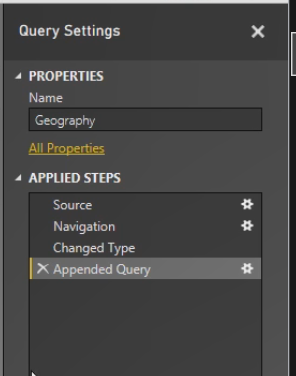 Query Settings
PROPERTIES
Name
Geography
All Properties
APPLIED STEPS
Source
Navigation
Changed Type
Appended Query